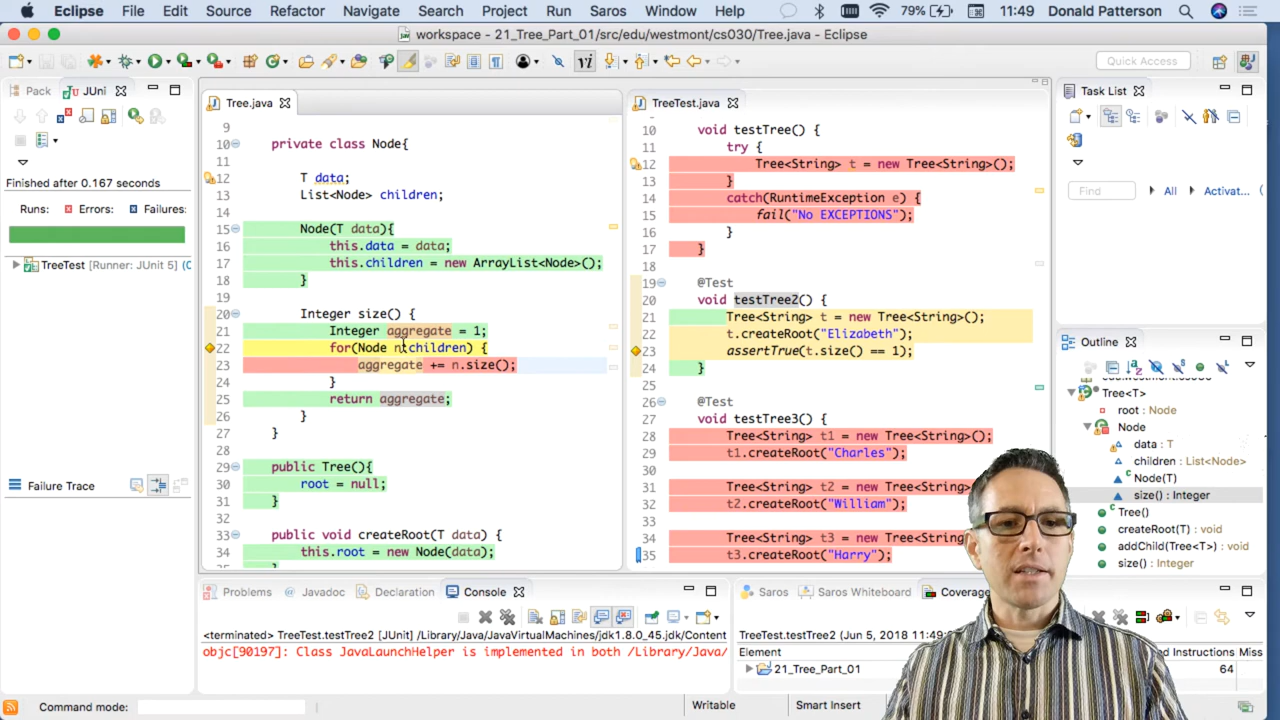 Eclipse File Edit Source Refactor Navigate Search Project Run Saros Window Help 79% 11:49 Donald Patterson
workspace - 21_Tree_Part_01/src/edu/westmont/cs030/Tree.java - Eclipse
Quick Access
Pack JUni
Finished after 0.167 seconds
Runs: Errors: Failures:
TreeTest [Runner: JUnit 5] (0
Failure Trace
Tree.java
9
10 private class Node{
11
12 T data;
13 List<Node> children;
14
15 Node(T data){
16 this.data = data;
17 this.children = new ArrayList<Node>();
18 }
19
20 Integer size() {
21 Integer aggregate = 1;
22 for(Node n:children) {
23 aggregate += n.size();
24 }
25 return aggregate;
26 }
27 }
28
29 public Tree(){
30 root = null;
31 }
32
33 public void createRoot(T data) {
34 this.root = new Node(data);
TreeTest.java
10 void testTree() {
11 try {
12 Tree<String> t = new Tree<String>();
13 }
14 catch(RuntimeException e) {
15 fail("No EXCEPTIONS");
16 }
17 }
18
19 @Test
20 void testTree2() {
21 Tree<String> t = new Tree<String>();
22 t.createRoot("Elizabeth");
23 assertTrue(t.size() == 1);
24 }
25
26 @Test
27 void testTree3() {
28 Tree<String> t1 = new Tree<String>();
29 t1.createRoot("Charles");
30
31 Tree<String> t2 = new Tree<String>();
32 t2.createRoot("William");
33
34 Tree<String> t3 = new Tree<String>
35 t3.createRoot("Harry");
Task List
Find All Activat...
Outline
Tree<T>
root : Node
Node
data : T
children : List<Node>
Node(T)
size() : Integer
Tree()
createRoot(T) : void
addChild(Tree<T>) : void
size() : Integer
Problems Javadoc Declaration Console
<terminated> TreeTest.testTree2 [JUnit] /Library/Java/JavaVirtualMachines/jdk1.8.0_45.jdk/Content
objc[90197]: Class JavaLaunchHelper is implemented in both /Library/Java/
Saros Saros Whiteboard Coverage
TreeTest.testTree2 (Jun 5, 2018 11:49:
Element Instructions Miss
21_Tree_Part_01 64
Command mode: Writable Smart Insert